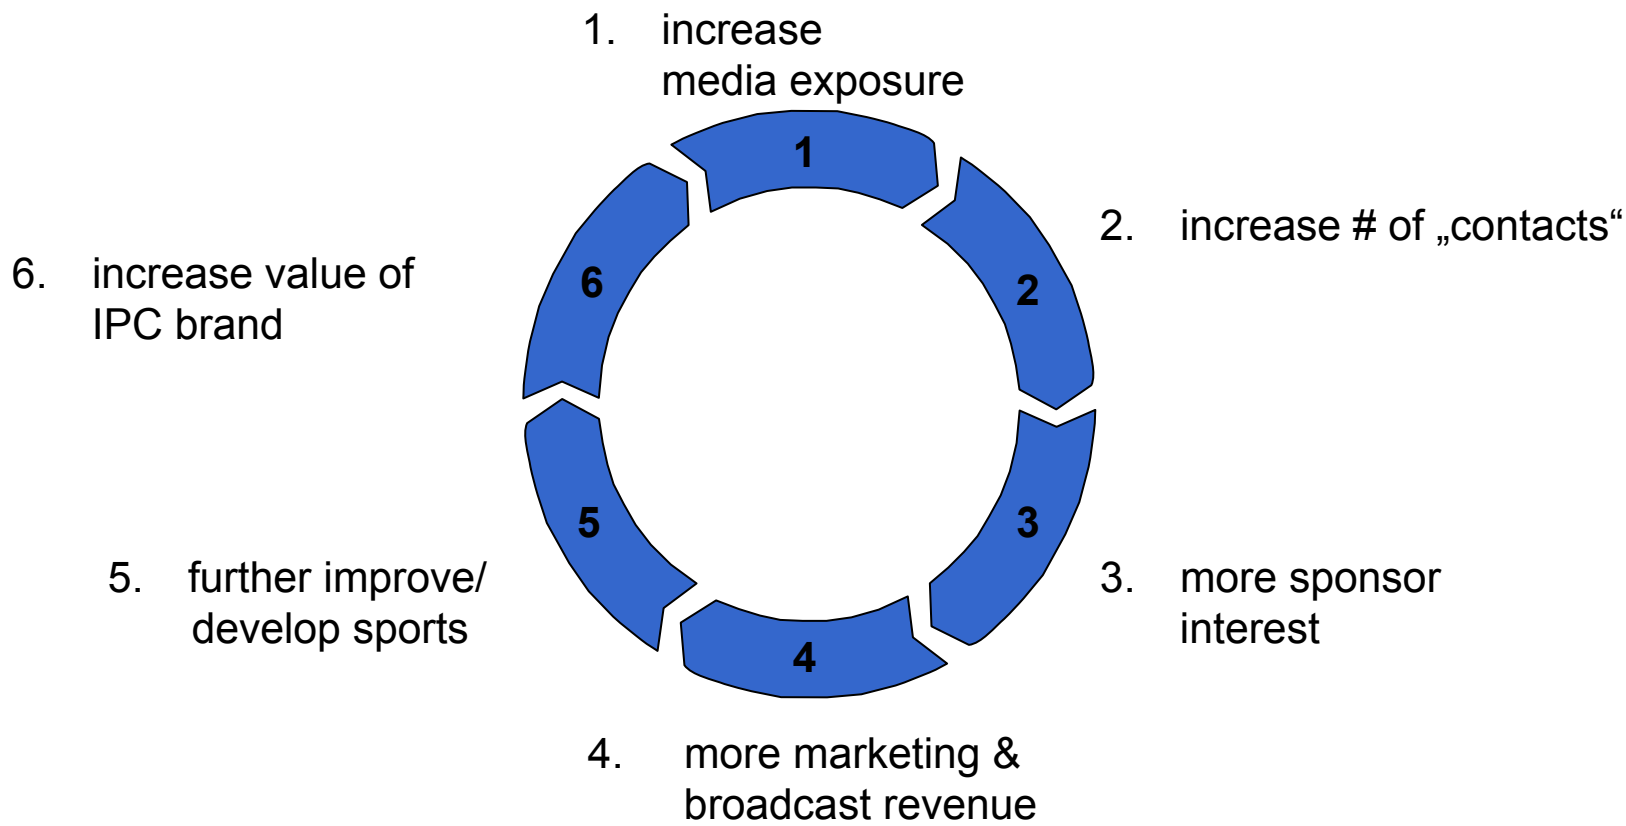 1. increase
media exposure
1
2. increase # of „contacts“
2
3. more sponsor
interest
3
4. more marketing &
broadcast revenue
4
5. further improve/
develop sports
5
6. increase value of
IPC brand
6